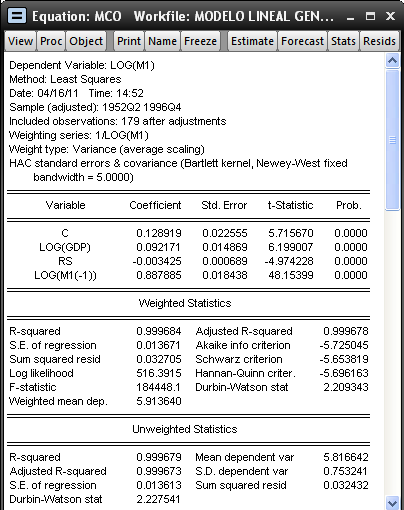 Equation: MCO Workfile: MODELO LINEAL GEN...
View Proc Object Print Name Freeze Estimate Forecast Stats Resids
Dependent Variable: LOG(M1)
Method: Least Squares
Date: 04/16/11 Time: 14:52
Sample (adjusted): 1952Q2 1996Q4
Included observations: 179 after adjustments
Weighting series: 1/LOG(M1)
Weight type: Variance (average scaling)
HAC standard errors & covariance (Bartlett kernel, Newey-West fixed
bandwidth = 5.0000)
Variable Coefficient Std. Error t-Statistic Prob.
C 0.128919 0.022555 5.715670 0.0000
LOG(GDP) 0.092171 0.014869 6.199007 0.0000
RS -0.003425 0.000689 -4.974228 0.0000
LOG(M1(-1)) 0.887885 0.018438 48.15399 0.0000
Weighted Statistics
R-squared 0.999684 Adjusted R-squared 0.999678
S.E. of regression 0.013671 Akaike info criterion -5.725045
Sum squared resid 0.032705 Schwarz criterion -5.653819
Log likelihood 516.3915 Hannan-Quinn criter. -5.696163
F-statistic 184448.1 Durbin-Watson stat 2.209343
Weighted mean dep. 5.913640
Unweighted Statistics
R-squared 0.999679 Mean dependent var 5.816642
Adjusted R-squared 0.999673 S.D. dependent var 0.753241
S.E. of regression 0.013613 Sum squared resid 0.032432
Durbin-Watson stat 2.227541